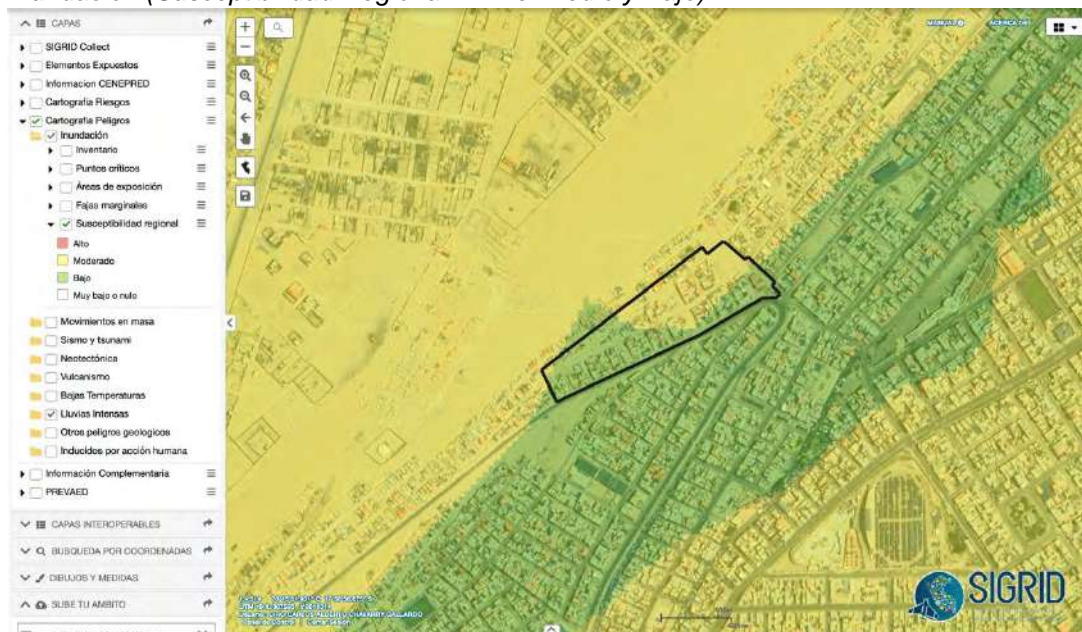 CAPAS
SIGRID Collect
Elementos Expuestos
Informacion CENEPRED
Cartografia Riesgos
Cartografia Peligros
Inundación
Inventario
Puntos críticos
Áreas de exposición
Fajas marginales
Susceptibilidad regional
Alto
Moderado
Bajo
Muy bajo o nulo
Movimientos en masa
Sismo y tsunami
Neotectónica
Vulcanismo
Bajas Temperaturas
Lluvias Intensas
Otros peligros geologicos
Inducidos por acción humana
Información Complementaria
PREVAED
CAPAS INTEROPERABLES
BUSQUEDA POR COORDENADAS
DIBUJOS Y MEDIDAS
SUBE TU AMBITO
MANUAL
ACERCA DE
SIGRID